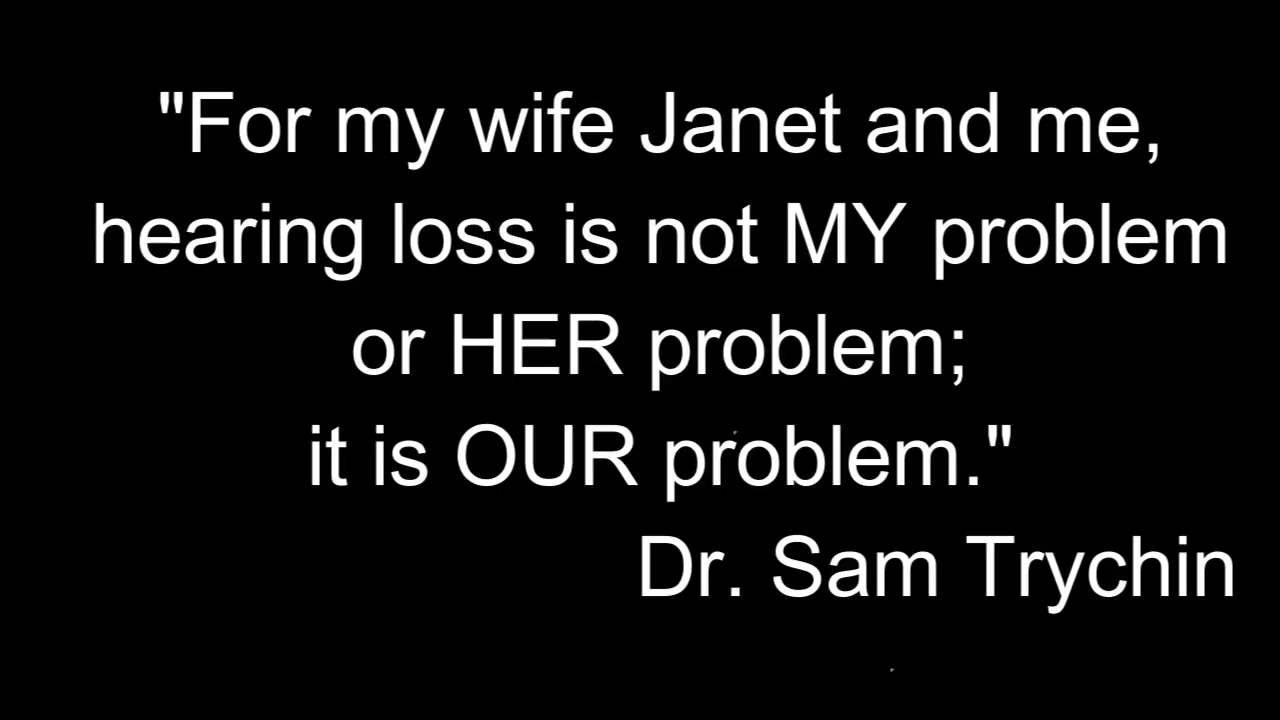 "For my wife Janet and me,
hearing loss is not MY problem
or HER problem;
it is OUR problem."
Dr. Sam Trychin